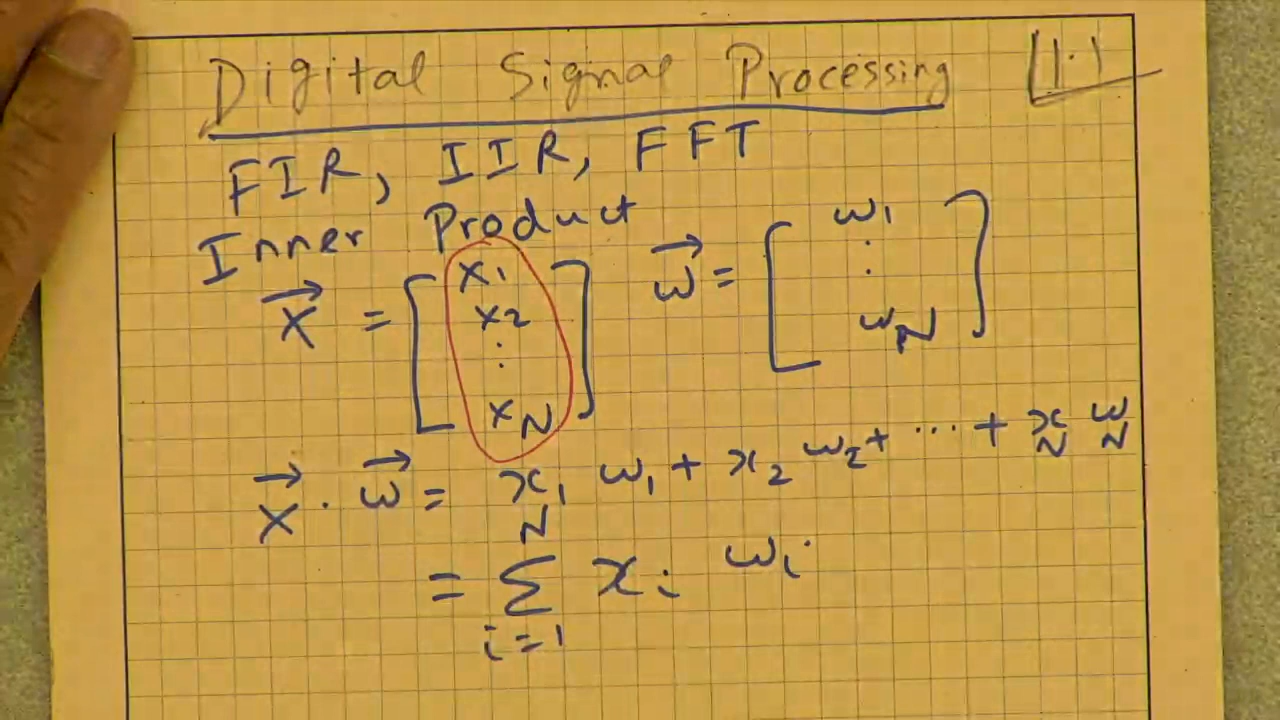 Digital Signal Processing 1.1
FIR, IIR, FFT
Inner Product
→x = [x1 x2 ⋮ xN] →w = [w1 ⋮ wN]
→x · →w = x1 w1 + x2 w2 + ... + xN wN
= Σ_{i=1}^{N} xi wi